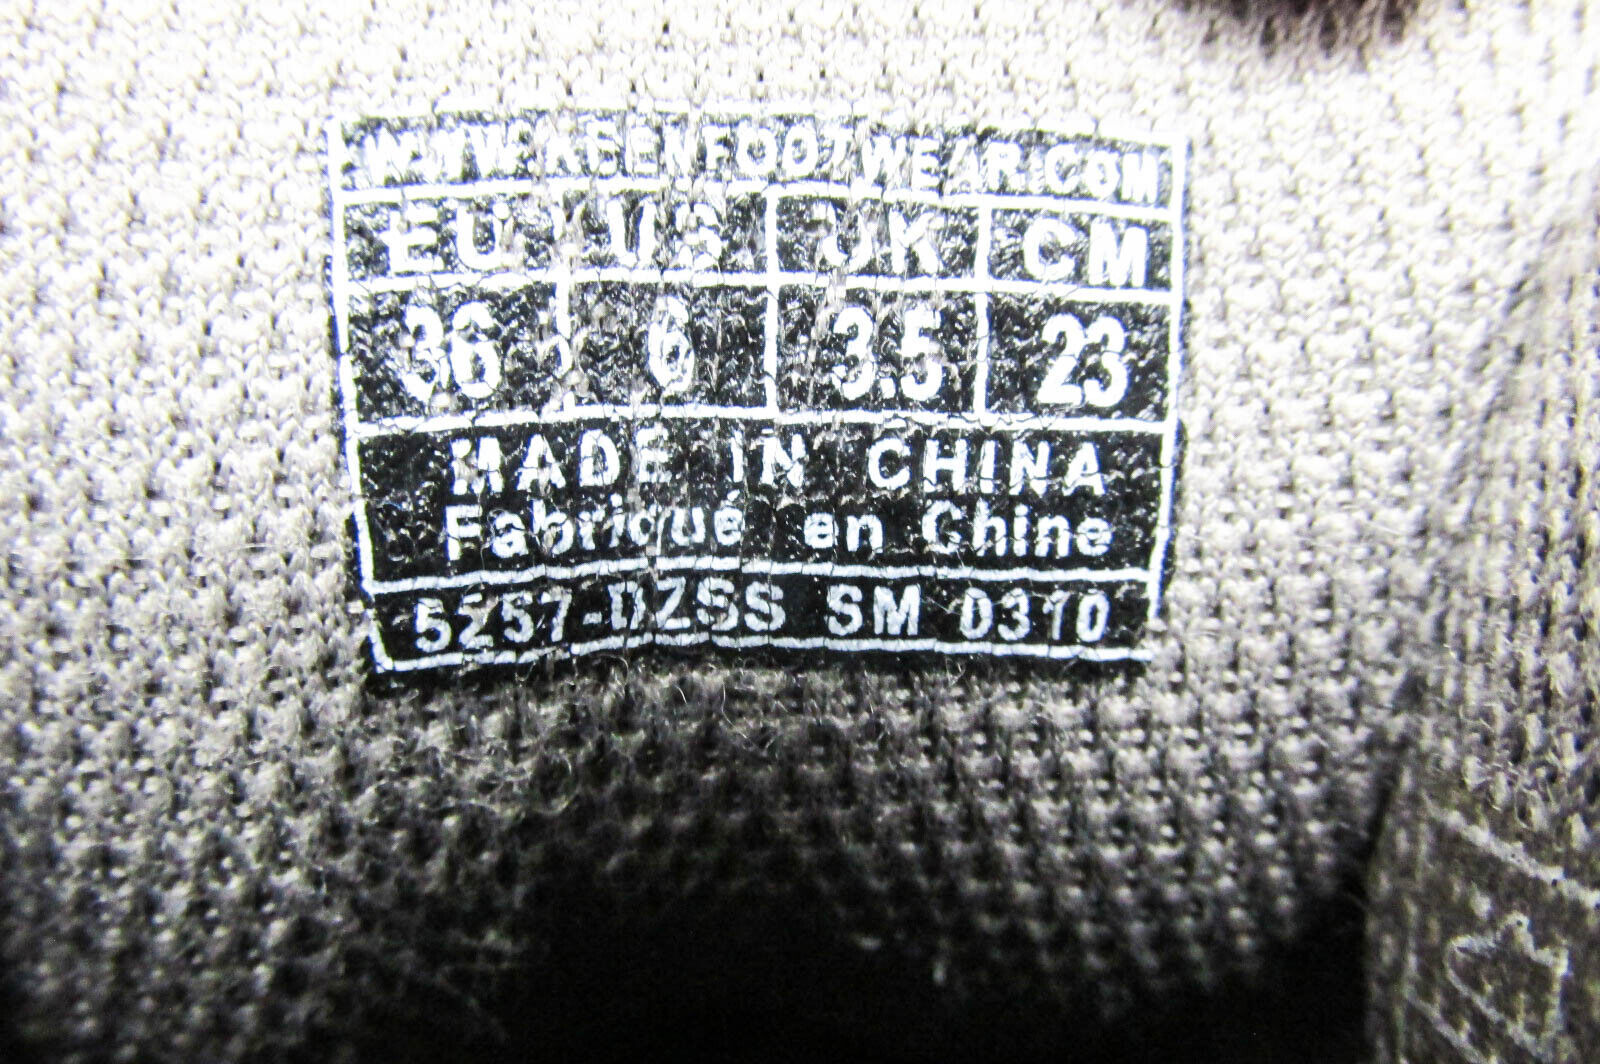 WWW.KEENFOOTWEAR.COM
EU US UK CM
36 6 3.5 23
MADE IN CHINA
Fabriqué en Chine
5257-DZSS SM 0310